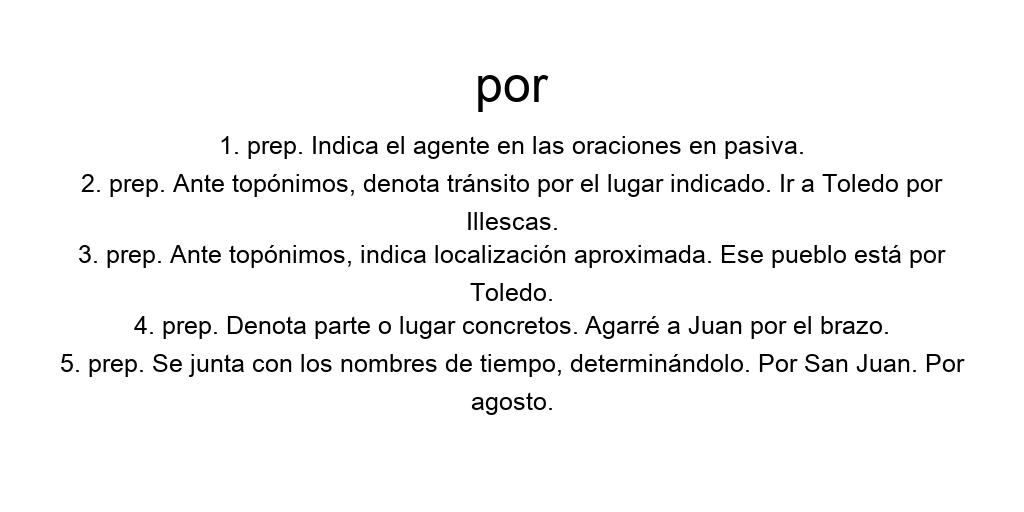 por
1. prep. Indica el agente en las oraciones en pasiva.
2. prep. Ante topónimos, denota tránsito por el lugar indicado. Ir a Toledo por
Illescas.
3. prep. Ante topónimos, indica localización aproximada. Ese pueblo está por
Toledo.
4. prep. Denota parte o lugar concretos. Agarré a Juan por el brazo.
5. prep. Se junta con los nombres de tiempo, determinándolo. Por San Juan. Por
agosto.